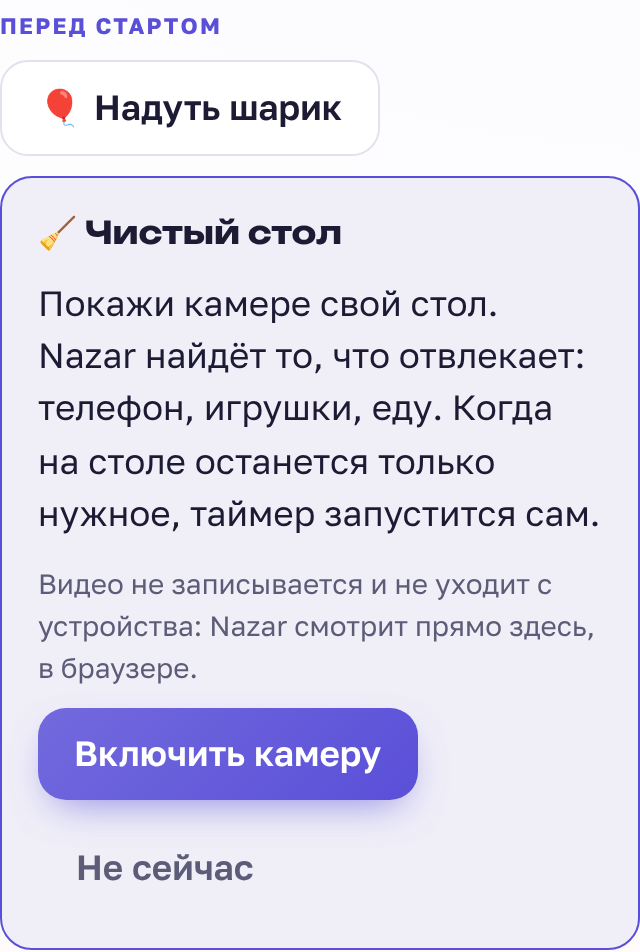 ПЕРЕД СТАРТОМ
🎈 Надуть шарик
🧹 Чистый стол
Покажи камере свой стол.
Nazar найдёт то, что отвлекает:
телефон, игрушки, еду. Когда
на столе останется только
нужное, таймер запустится сам.
Видео не записывается и не уходит с
устройства: Nazar смотрит прямо здесь,
в браузере.
Включить камеру
Не сейчас